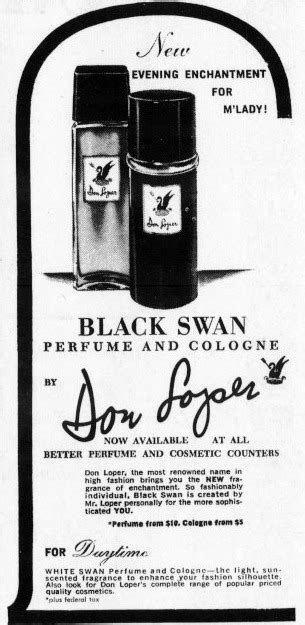 New
EVENING ENCHANTMENT
FOR
M'LADY!
Don Loper
Don Loper
BLACK SWAN
PERFUME AND COLOGNE
BY
Don Loper
NOW AVAILABLE AT ALL
BETTER PERFUME AND COSMETIC COUNTERS
Don Loper, the most renowned name in
high fashion brings you the NEW fra-
grance of enchantment. So fashionably
individual, Black Swan is created by
Mr. Loper personally for the more sophis-
ticated YOU.
*Perfume from $10. Cologne from $5
FOR Daytime
WHITE SWAN Perfume and Cologne—the light, sun-
scented fragrance to enhance your fashion silhouette.
Also look for Don Loper's complete range of popular priced
quality cosmetics.
*plus federal tax